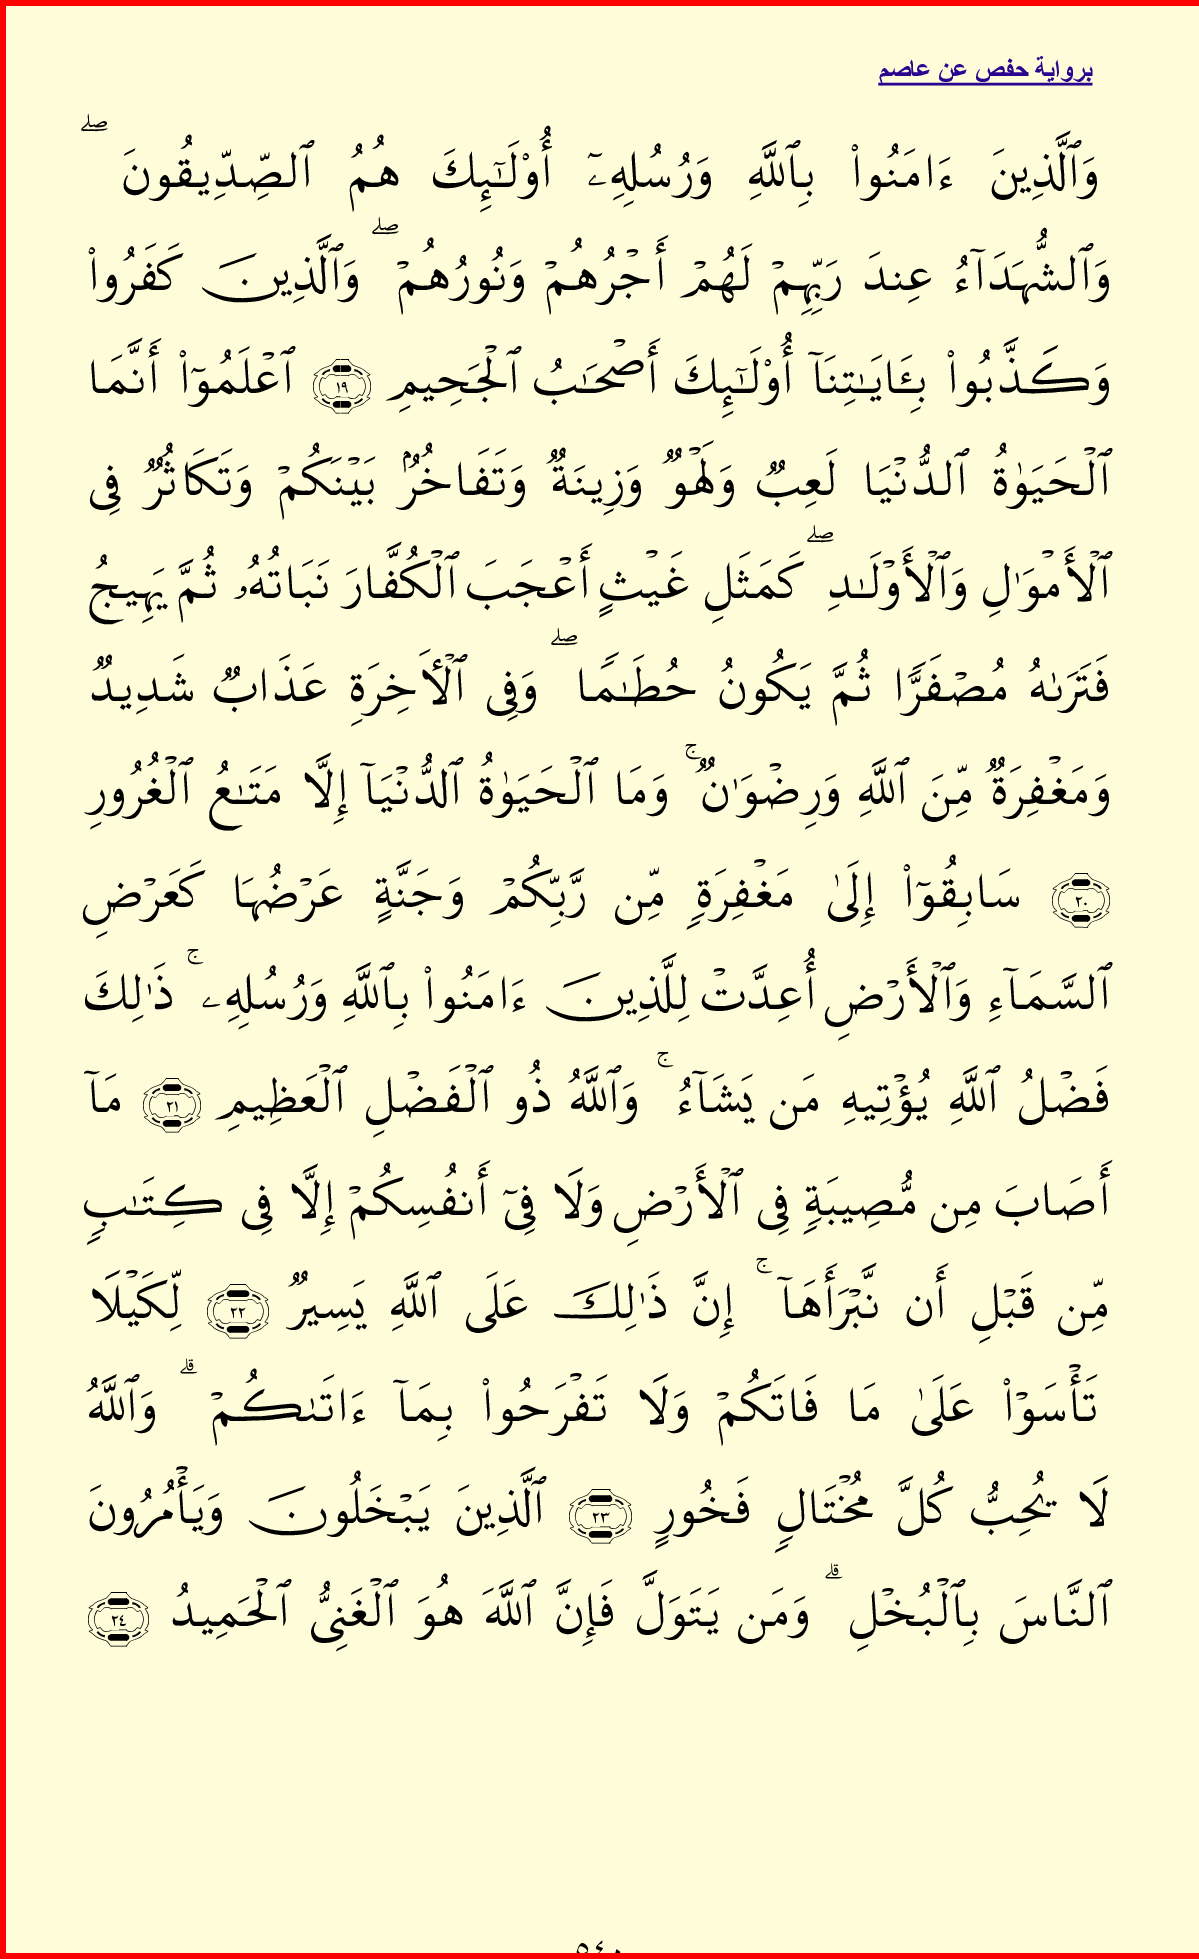 برواية حفص عن عاصم
وَٱلَّذِينَ ءَامَنُوا۟ بِٱللَّهِ وَرُسُلِهِۦٓ أُو۟لَـٰٓئِكَ هُمُ ٱلصِّدِّيقُونَ ۖ
وَٱلشُّهَدَآءُ عِندَ رَبِّهِمْ لَهُمْ أَجْرُهُمْ وَنُورُهُمْ ۖ وَٱلَّذِينَ كَفَرُوا۟
وَكَذَّبُوا۟ بِـَٔايَـٰتِنَآ أُو۟لَـٰٓئِكَ أَصْحَـٰبُ ٱلْجَحِيمِ ١٩ ٱعْلَمُوٓا۟ أَنَّمَا
ٱلْحَيَوٰةُ ٱلدُّنْيَا لَعِبٌ وَلَهْوٌ وَزِينَةٌ وَتَفَاخُرٌۢ بَيْنَكُمْ وَتَكَاثُرٌ فِى
ٱلْأَمْوَٰلِ وَٱلْأَوْلَـٰدِ ۖ كَمَثَلِ غَيْثٍ أَعْجَبَ ٱلْكُفَّارَ نَبَاتُهُۥ ثُمَّ يَهِيجُ
فَتَرَىٰهُ مُصْفَرًّا ثُمَّ يَكُونُ حُطَـٰمًا ۖ وَفِى ٱلْـَٔاخِرَةِ عَذَابٌ شَدِيدٌ
وَمَغْفِرَةٌ مِّنَ ٱللَّهِ وَرِضْوَٰنٌ ۚ وَمَا ٱلْحَيَوٰةُ ٱلدُّنْيَآ إِلَّا مَتَـٰعُ ٱلْغُرُورِ
٢٠ سَابِقُوٓا۟ إِلَىٰ مَغْفِرَةٍ مِّن رَّبِّكُمْ وَجَنَّةٍ عَرْضُهَا كَعَرْضِ
ٱلسَّمَآءِ وَٱلْأَرْضِ أُعِدَّتْ لِلَّذِينَ ءَامَنُوا۟ بِٱللَّهِ وَرُسُلِهِۦ ۚ ذَٰلِكَ
فَضْلُ ٱللَّهِ يُؤْتِيهِ مَن يَشَآءُ ۚ وَٱللَّهُ ذُو ٱلْفَضْلِ ٱلْعَظِيمِ ٢١ مَآ
أَصَابَ مِن مُّصِيبَةٍ فِى ٱلْأَرْضِ وَلَا فِىٓ أَنفُسِكُمْ إِلَّا فِى كِتَـٰبٍ
مِّن قَبْلِ أَن نَّبْرَأَهَآ ۚ إِنَّ ذَٰلِكَ عَلَى ٱللَّهِ يَسِيرٌ ٢٢ لِّكَيْلَا
تَأْسَوْا۟ عَلَىٰ مَا فَاتَكُمْ وَلَا تَفْرَحُوا۟ بِمَآ ءَاتَىٰكُمْ ۗ وَٱللَّهُ
لَا يُحِبُّ كُلَّ مُخْتَالٍ فَخُورٍ ٢٣ ٱلَّذِينَ يَبْخَلُونَ وَيَأْمُرُونَ
ٱلنَّاسَ بِٱلْبُخْلِ ۗ وَمَن يَتَوَلَّ فَإِنَّ ٱللَّهَ هُوَ ٱلْغَنِىُّ ٱلْحَمِيدُ ٢٤